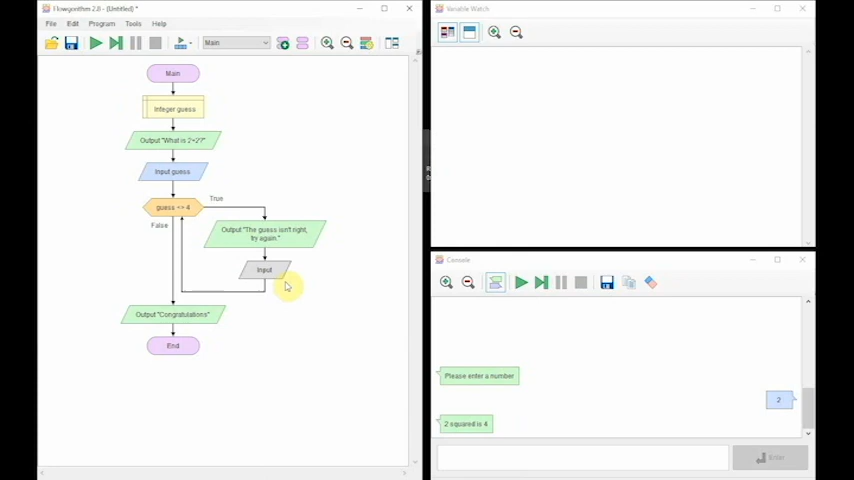 Flowgorithm 2.0 - (Untitled) *
File Edit Program Tools Help
Main
Main
Integer guess
Output "What is 2+2?"
Input guess
guess <> 4
True
False
Output "The guess isn't right,
try again."
Input
Output "Congratulations"
End
Variable Watch
Console
Please enter a number
2
2 squared is 4
Enter